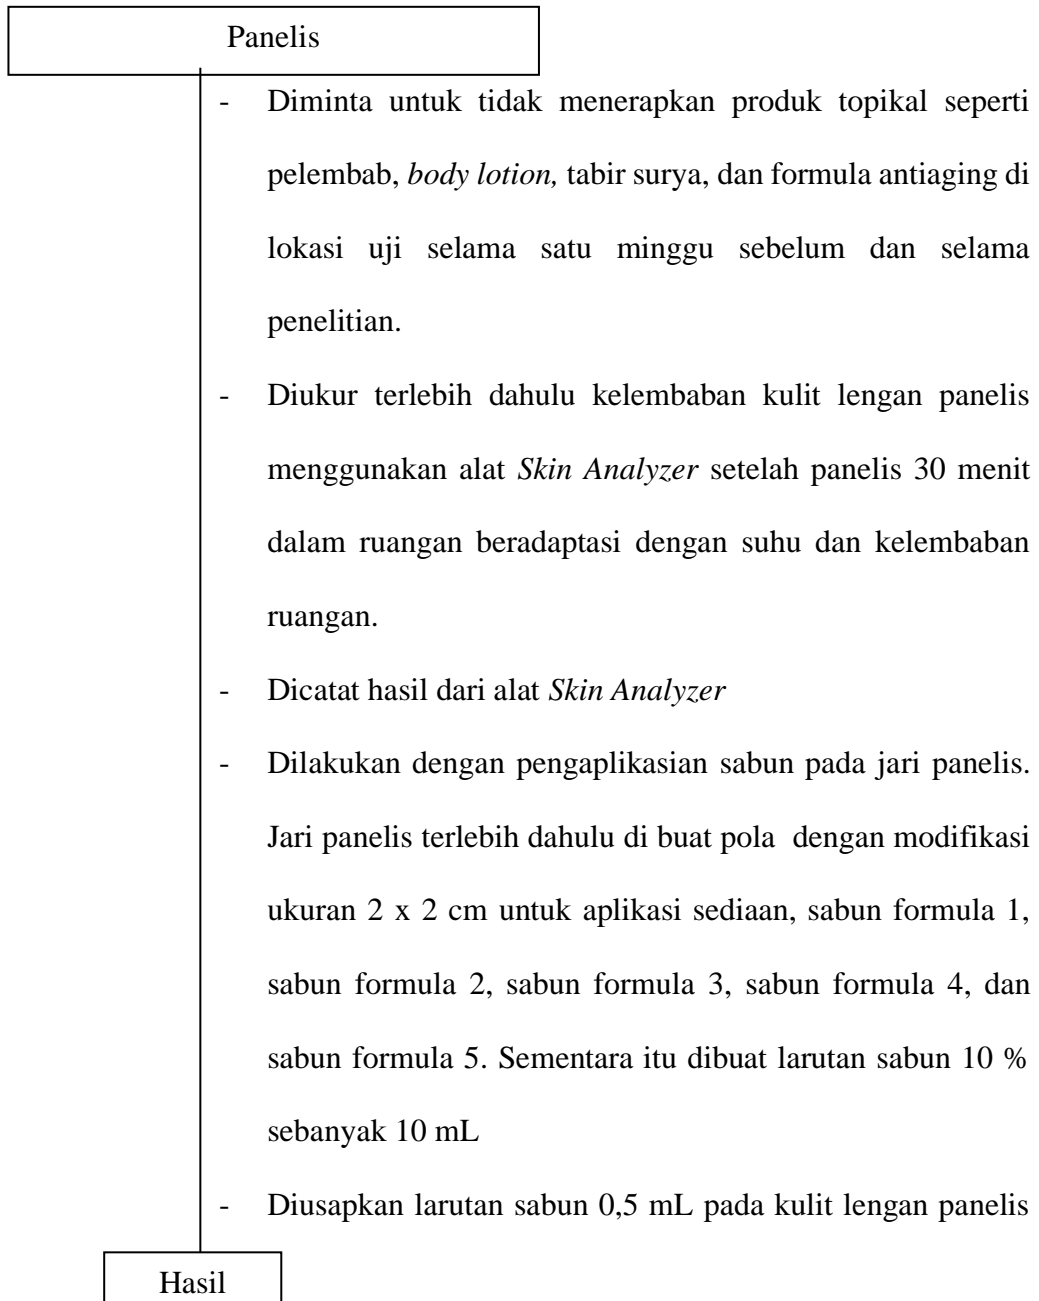 Panelis
- Diminta untuk tidak menerapkan produk topikal seperti
pelembab, body lotion, tabir surya, dan formula antiaging di
lokasi uji selama satu minggu sebelum dan selama
penelitian.
- Diukur terlebih dahulu kelembaban kulit lengan panelis
menggunakan alat Skin Analyzer setelah panelis 30 menit
dalam ruangan beradaptasi dengan suhu dan kelembaban
ruangan.
- Dicatat hasil dari alat Skin Analyzer
- Dilakukan dengan pengaplikasian sabun pada jari panelis.
Jari panelis terlebih dahulu di buat pola dengan modifikasi
ukuran 2 x 2 cm untuk aplikasi sediaan, sabun formula 1,
sabun formula 2, sabun formula 3, sabun formula 4, dan
sabun formula 5. Sementara itu dibuat larutan sabun 10 %
sebanyak 10 mL
- Diusapkan larutan sabun 0,5 mL pada kulit lengan panelis
Hasil